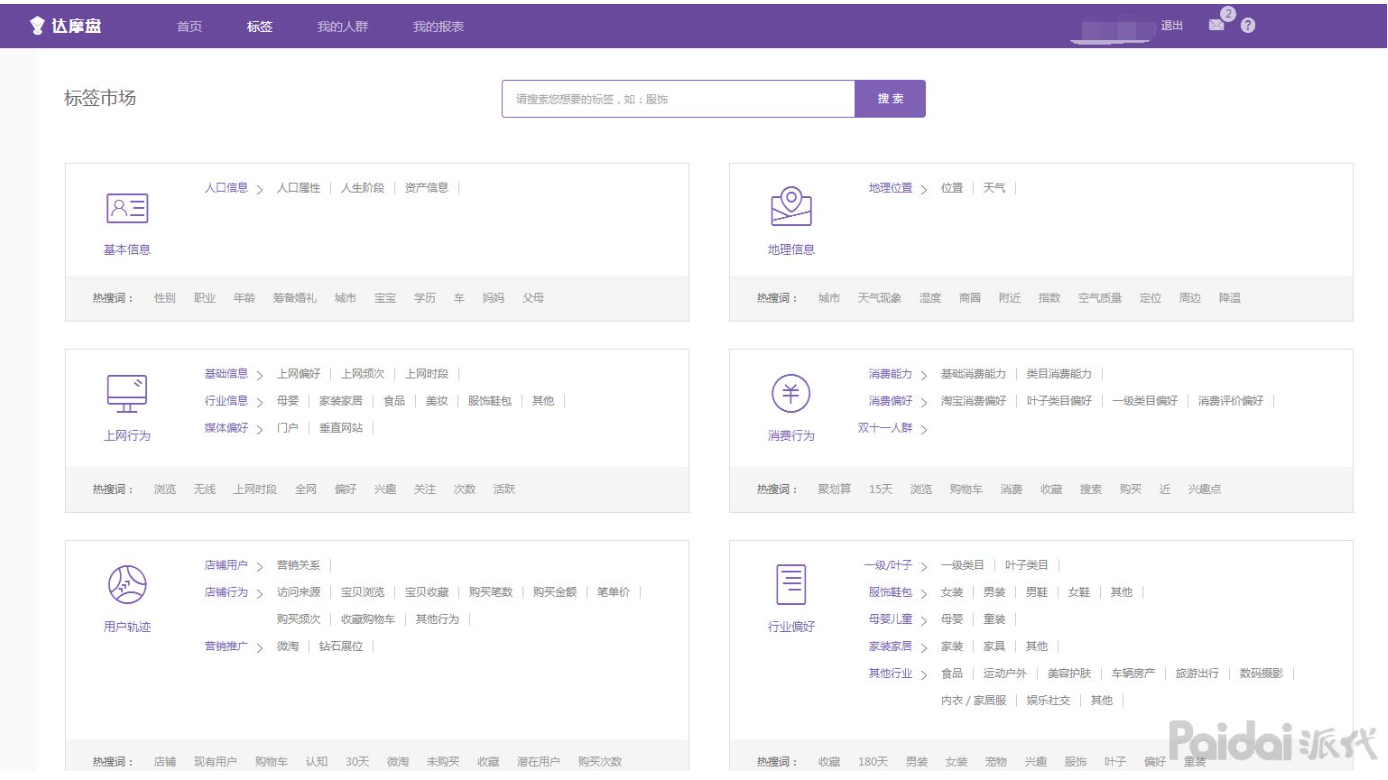 达摩盘 首页 标签 我的人群 我的报表 退出 2 ?
标签市场 请搜索您想要的标签，如：服饰 搜 索
人口信息 > 人口属性 | 人生阶段 | 资产信息 |
基本信息
热搜词： 性别 职业 年龄 筹备婚礼 城市 宝宝 学历 车 妈妈 父母
地理位置 > 位置 | 天气 |
地理信息
热搜词： 城市 天气现象 湿度 商圈 附近 指数 空气质量 定位 周边 降温
基础信息 > 上网偏好 | 上网频次 | 上网时段 |
行业信息 > 母婴 | 家装家居 | 食品 | 美妆 | 服饰鞋包 | 其他 |
媒体偏好 > 门户 | 垂直网站 |
上网行为
热搜词： 浏览 无线 上网时段 全网 偏好 兴趣 关注 次数 活跃
消费能力 > 基础消费能力 | 类目消费能力 |
消费偏好 > 淘宝消费偏好 | 叶子类目偏好 | 一级类目偏好 | 消费评价偏好 |
双十一人群 >
消费行为
热搜词： 聚划算 15天 浏览 购物车 消费 收藏 搜索 购买 近 兴趣点
店铺用户 > 营销关系 |
店铺行为 > 访问来源 | 宝贝浏览 | 宝贝收藏 | 购买笔数 | 购买金额 | 笔单价 |
购买频次 | 收藏购物车 | 其他行为 |
营销推广 > 微淘 | 钻石展位 |
用户轨迹
热搜词： 店铺 现有用户 购物车 认知 30天 微淘 未购买 收藏 潜在用户 购买次数
一级/叶子 > 一级类目 | 叶子类目 |
服饰鞋包 > 女装 | 男装 | 男鞋 | 女鞋 | 其他 |
母婴儿童 > 母婴 | 童装 |
家装家居 > 家装 | 家具 | 其他 |
其他行业 > 食品 | 运动户外 | 美容护肤 | 车辆房产 | 旅游出行 | 数码摄影 |
内衣 / 家居服 | 娱乐社交 | 其他 |
行业偏好
热搜词： 收藏 180天 男装 女装 宠物 兴趣 服饰 叶子 偏好 童装
Paidai 派代